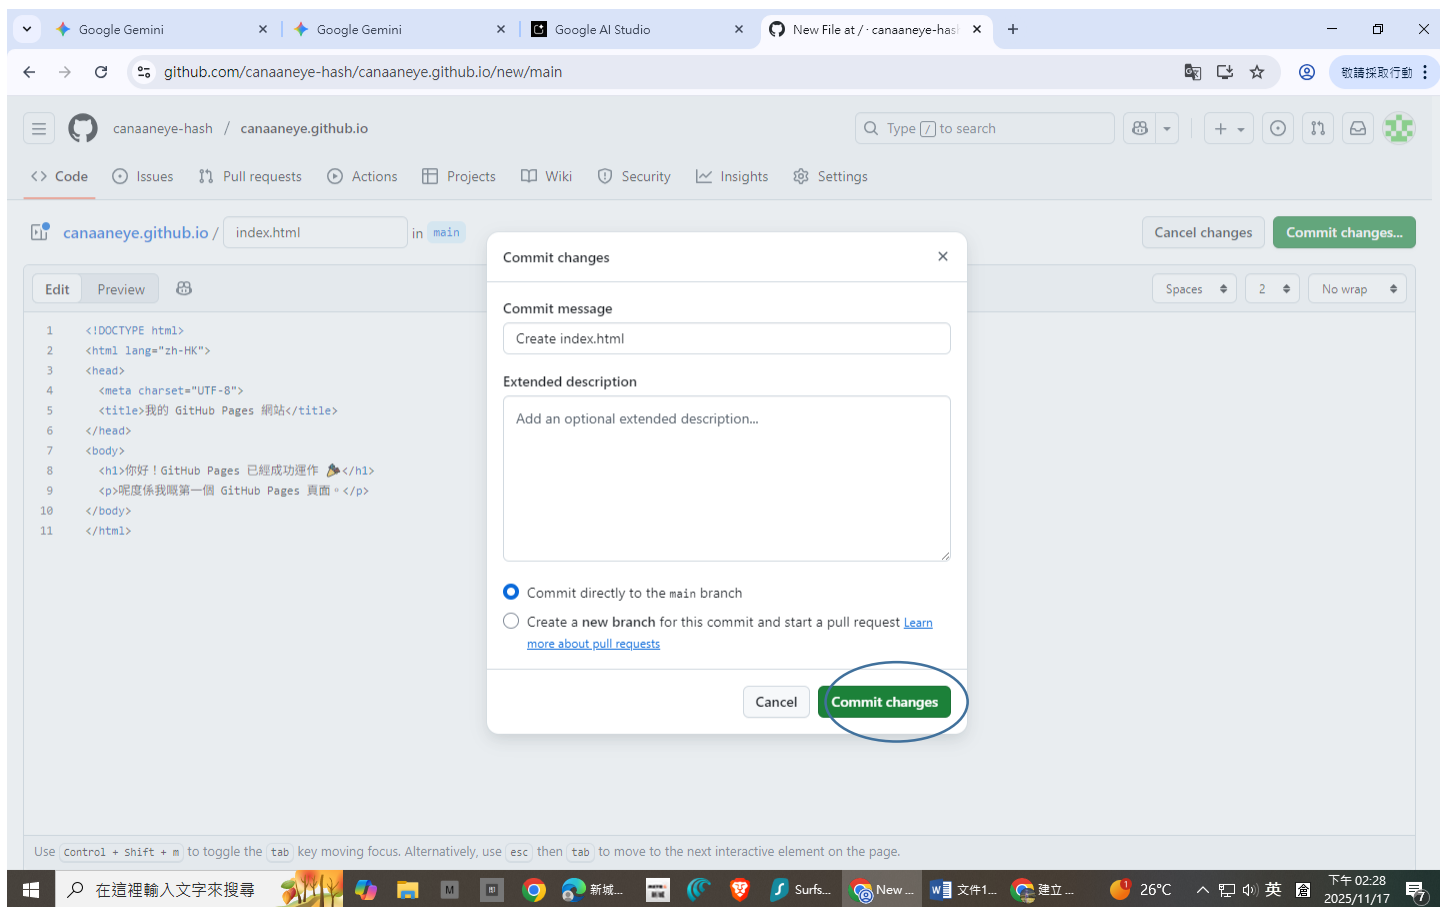 Google Gemini
Google Gemini
Google AI Studio
New File at / · canaaneye-hash
github.com/canaaneye-hash/canaaneye.github.io/new/main
敬請採取行動
canaaneye-hash / canaaneye.github.io
Type / to search
Code
Issues
Pull requests
Actions
Projects
Wiki
Security
Insights
Settings
canaaneye.github.io / index.html in main
Cancel changes
Commit changes...
Edit
Preview
Spaces
2
No wrap
1 <!DOCTYPE html>
2 <html lang="zh-HK">
3 <head>
4 <meta charset="UTF-8">
5 <title>我的 GitHub Pages 網站</title>
6 </head>
7 <body>
8 <h1>你好！GitHub Pages 已經成功運作 🎉</h1>
9 <p>呢度係我嘅第一個 GitHub Pages 頁面。</p>
10 </body>
11 </html>
Commit changes
Commit message
Create index.html
Extended description
Add an optional extended description...
Commit directly to the main branch
Create a new branch for this commit and start a pull request Learn
more about pull requests
Cancel
Commit changes
Use Control + Shift + m to toggle the tab key moving focus. Alternatively, use esc then tab to move to the next interactive element on the page.
在這裡輸入文字來搜尋
新城...
Surfs...
New ...
文件1...
建立 ...
1
26°C
英
倉
下午 02:28
2025/11/17
7